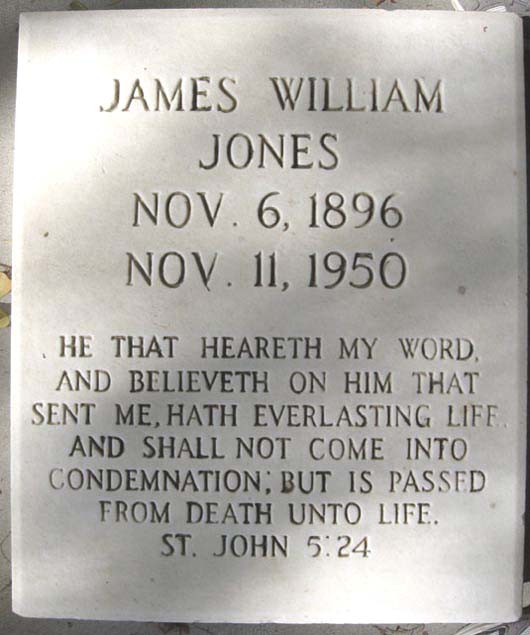 JAMES WILLIAM
JONES
NOV. 6, 1896
NOV. 11, 1950
HE THAT HEARETH MY WORD,
AND BELIEVETH ON HIM THAT
SENT ME, HATH EVERLASTING LIFE,
AND SHALL NOT COME INTO
CONDEMNATION; BUT IS PASSED
FROM DEATH UNTO LIFE.
ST. JOHN 5:24